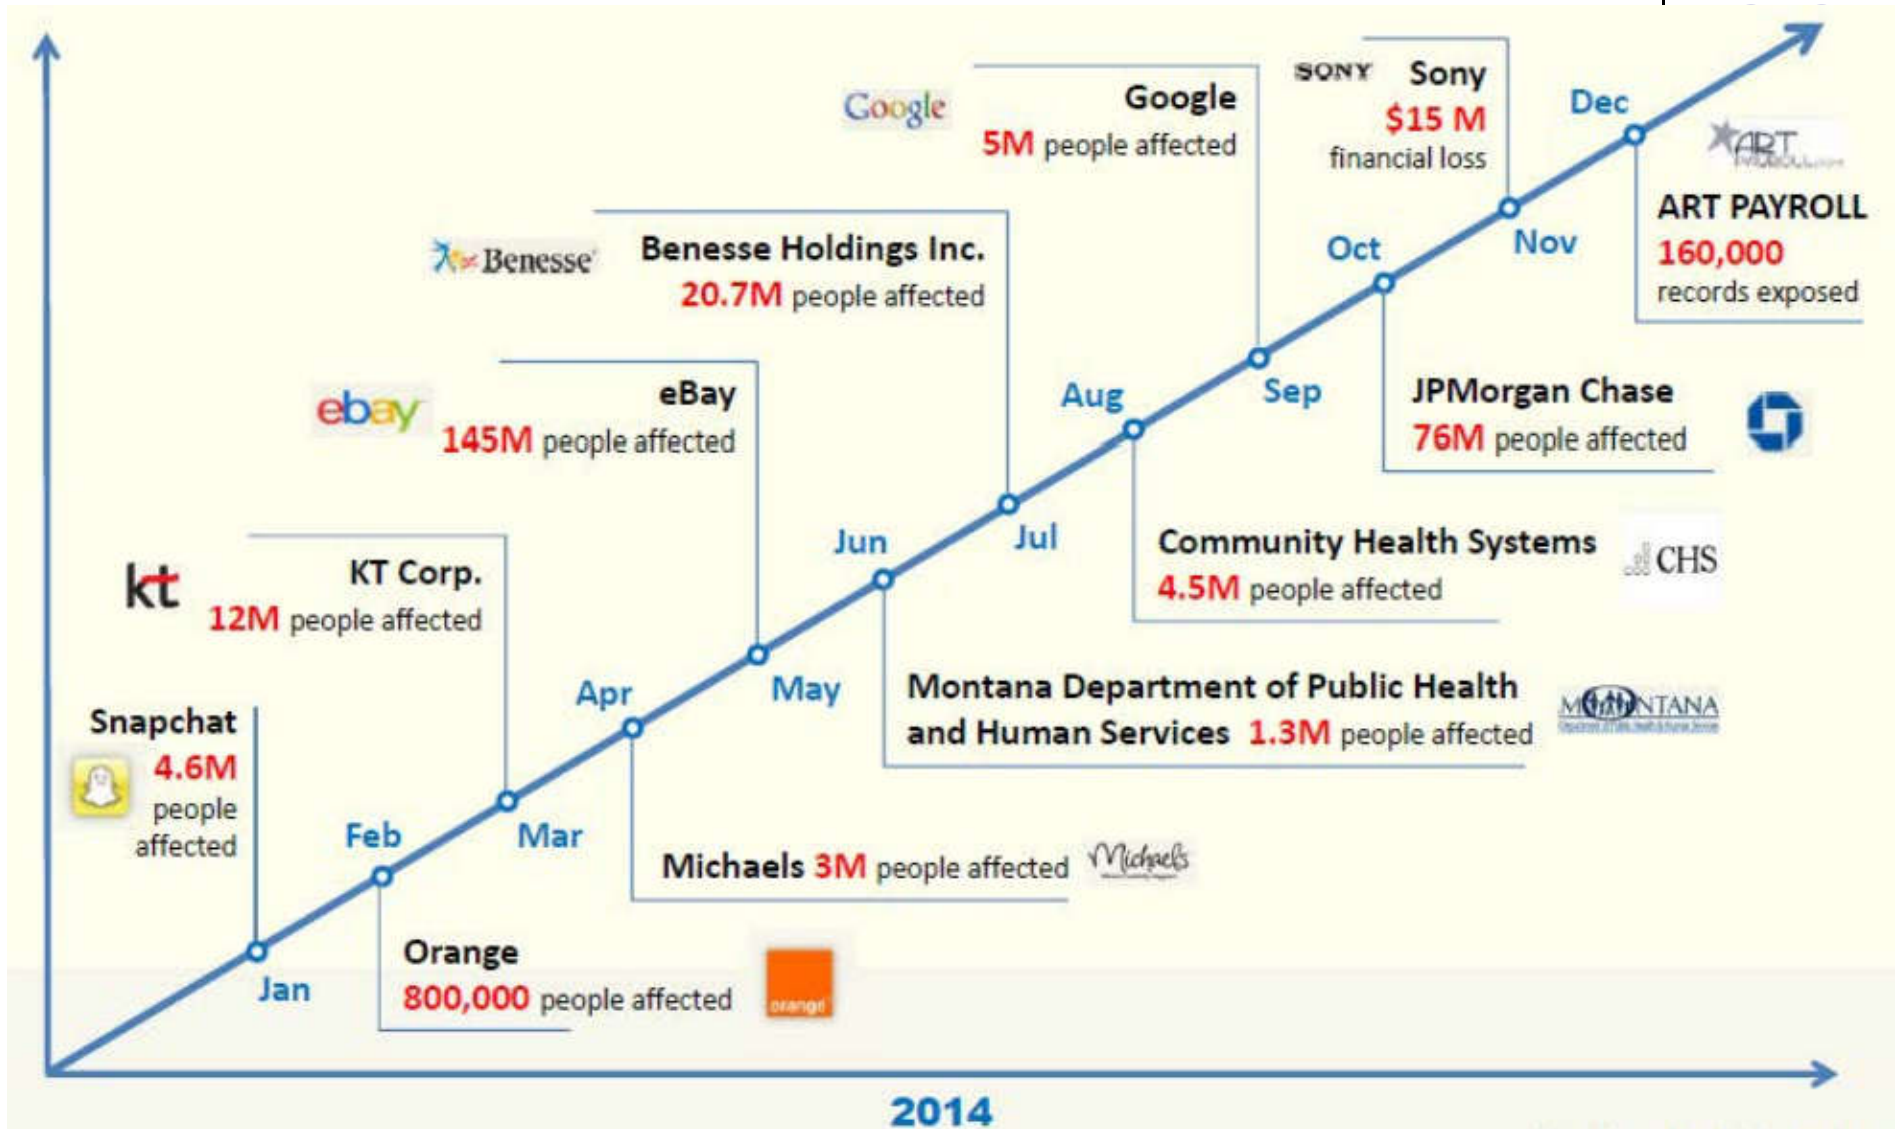 SONY
Sony
$15 M
financial loss
Google
Google
5M people affected
Dec
ART
ART PAYROLL
160,000
records exposed
Nov
Oct
Benesse
Benesse Holdings Inc.
20.7M people affected
Sep
JPMorgan Chase
76M people affected
Aug
ebay
eBay
145M people affected
Jul
Jun
Community Health Systems
4.5M people affected
CHS
kt
KT Corp.
12M people affected
May
Apr
Montana Department of Public Health
and Human Services 1.3M people affected
MONTANA
Snapchat
4.6M
people
affected
Mar
Feb
Michaels 3M people affected
Michaels
Jan
Orange
800,000 people affected
orange
2014